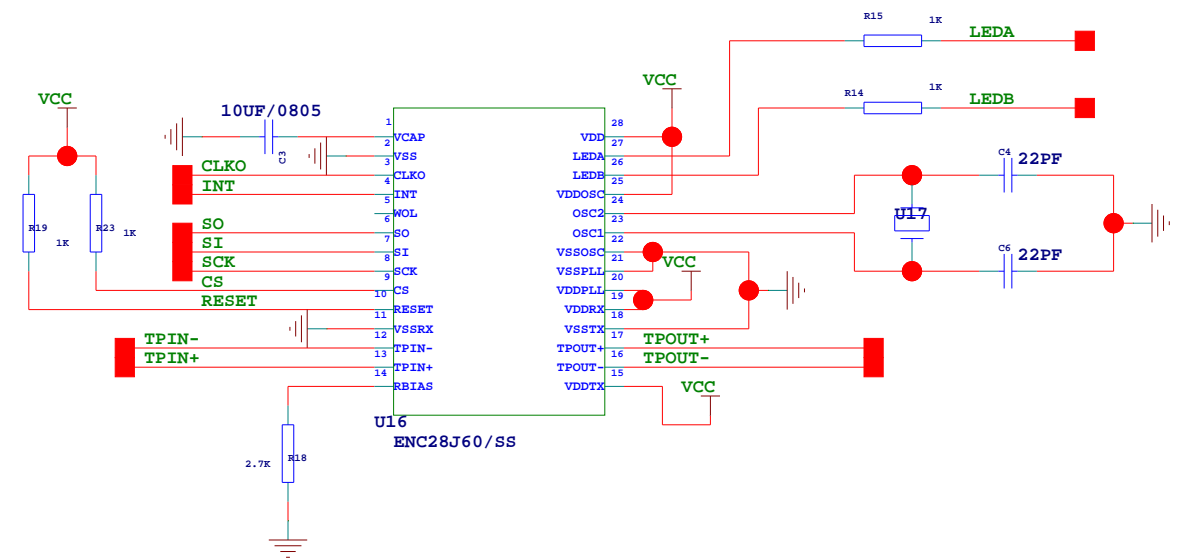 R15 1K LEDA
VCC
R14 1K LEDB
VCC
10UF/0805
C3
1 VCAP
2 VSS
3 CLKO
4 INT
5 WOL
6 SO
7 SI
8 SCK
9 CS
10 RESET
11 VSSRX
12 TPIN-
13 TPIN+
14 RBIAS
28 VDD
27 LEDA
26 LEDB
25 VDDOSC
24 OSC2
23 OSC1
22 VSSOSC
21 VSSPLL
20 VDDPLL
19 VDDRX
18 VSSTX
17 TPOUT+
16 TPOUT-
15 VDDTX
CLKO
INT
SO
SI
SCK
CS
RESET
TPIN-
TPIN+
R19 1K
R23 1K
C4 22PF
U17
C6 22PF
VCC
TPOUT+
TPOUT-
VCC
U16
ENC28J60/SS
2.7K R18